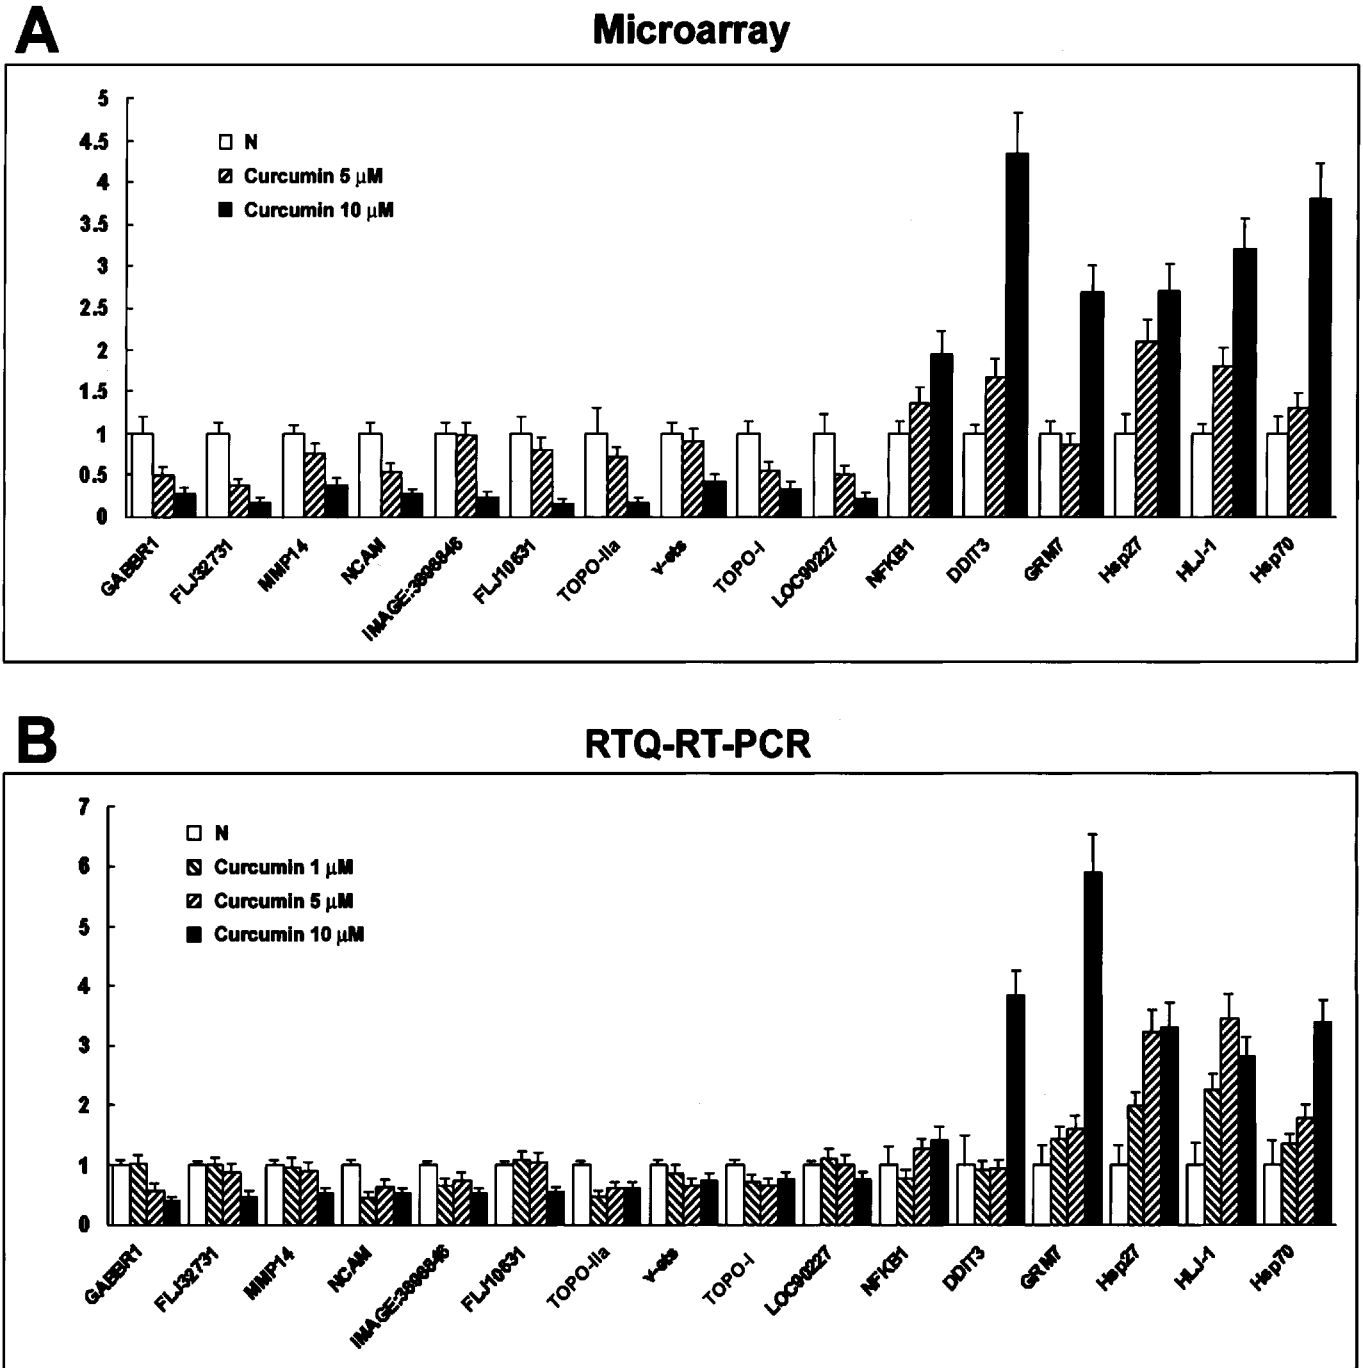 A
Microarray
5
4.5
4
3.5
3
2.5
2
1.5
1
0.5
0
N
Curcumin 5 μM
Curcumin 10 μM
GABBR1
FLJ32731
MMP14
NCAM
IMAGE:3898846
FLJ10631
TOPO-IIa
v-ets
TOPO-I
LOC90227
NFKB1
DDIT3
GRM7
Hsp27
HLJ-1
Hsp70
B
RTQ-RT-PCR
7
6
5
4
3
2
1
0
N
Curcumin 1 μM
Curcumin 5 μM
Curcumin 10 μM
GABBR1
FLJ32731
MMP14
NCAM
IMAGE:3898846
FLJ10631
TOPO-IIa
v-ets
TOPO-I
LOC90227
NFKB1
DDIT3
GRM7
Hsp27
HLJ-1
Hsp70